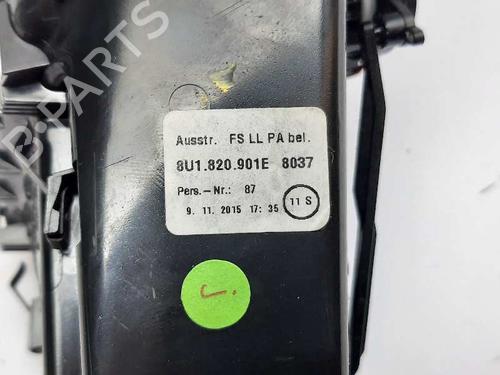 B-PARTS
Ausstr. FS LL PA bel.
8U1.820.901E 8037
Pers.-Nr.: 87
9. 11. 2015 17: 35 11 S